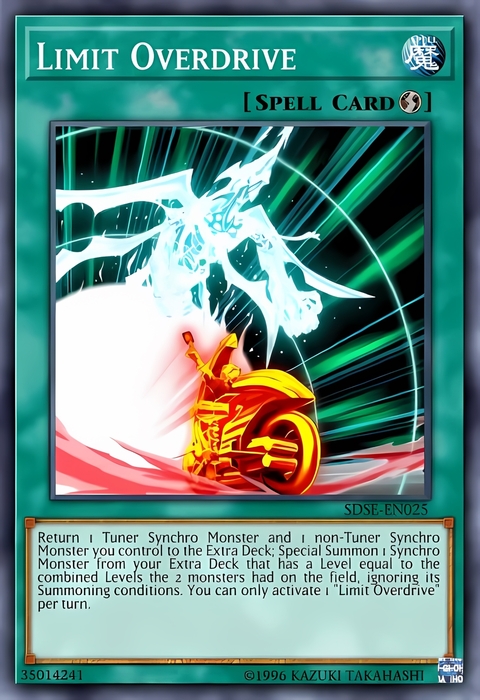 LIMIT OVERDRIVE
魔
[SPELL CARD]
SDSE-EN025
Return 1 Tuner Synchro Monster and 1 non-Tuner Synchro
Monster you control to the Extra Deck; Special Summon 1 Synchro
Monster from your Extra Deck that has a Level equal to the
combined Levels the 2 monsters had on the field, ignoring its
Summoning conditions. You can only activate 1 "Limit Overdrive"
per turn.
35014241
©1996 KAZUKI TAKAHASHI